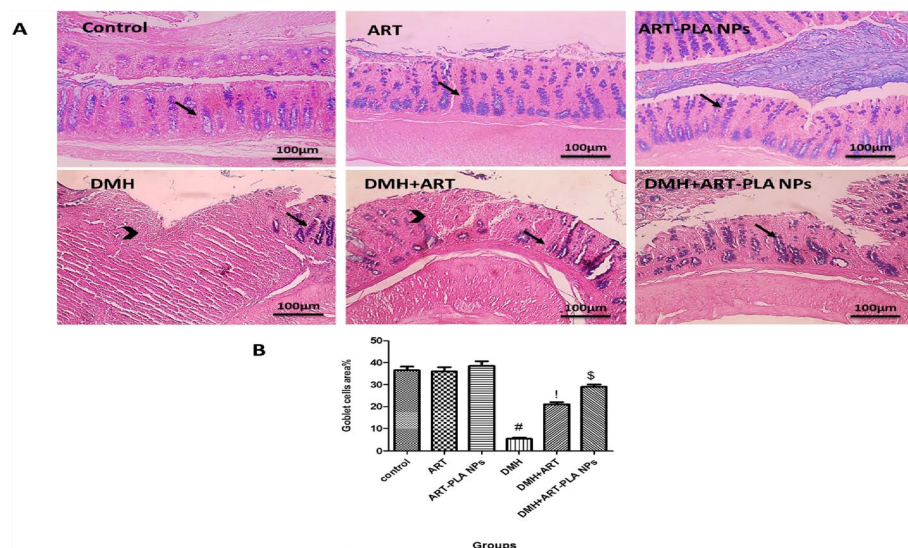 A
Control
ART
ART-PLA NPs
100µm
100µm
100µm
DMH
DMH+ART
DMH+ART-PLA NPs
100µm
100µm
100µm
B
Goblet cells area%
50
40
30
20
10
0
#
!
$
control
ART
ART-PLA NPs
DMH
DMH+ART
DMH+ART-PLA NPs
Groups